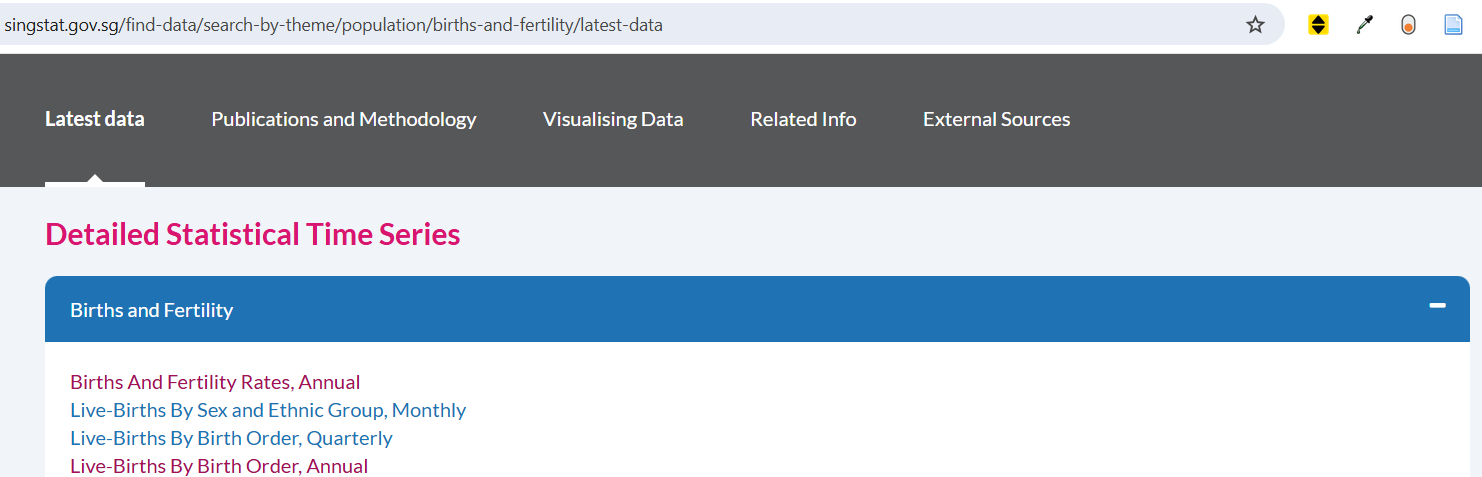 singstat.gov.sg/find-data/search-by-theme/population/births-and-fertility/latest-data
Latest data Publications and Methodology Visualising Data Related Info External Sources
Detailed Statistical Time Series
Births and Fertility
Births And Fertility Rates, Annual
Live-Births By Sex and Ethnic Group, Monthly
Live-Births By Birth Order, Quarterly
Live-Births By Birth Order, Annual